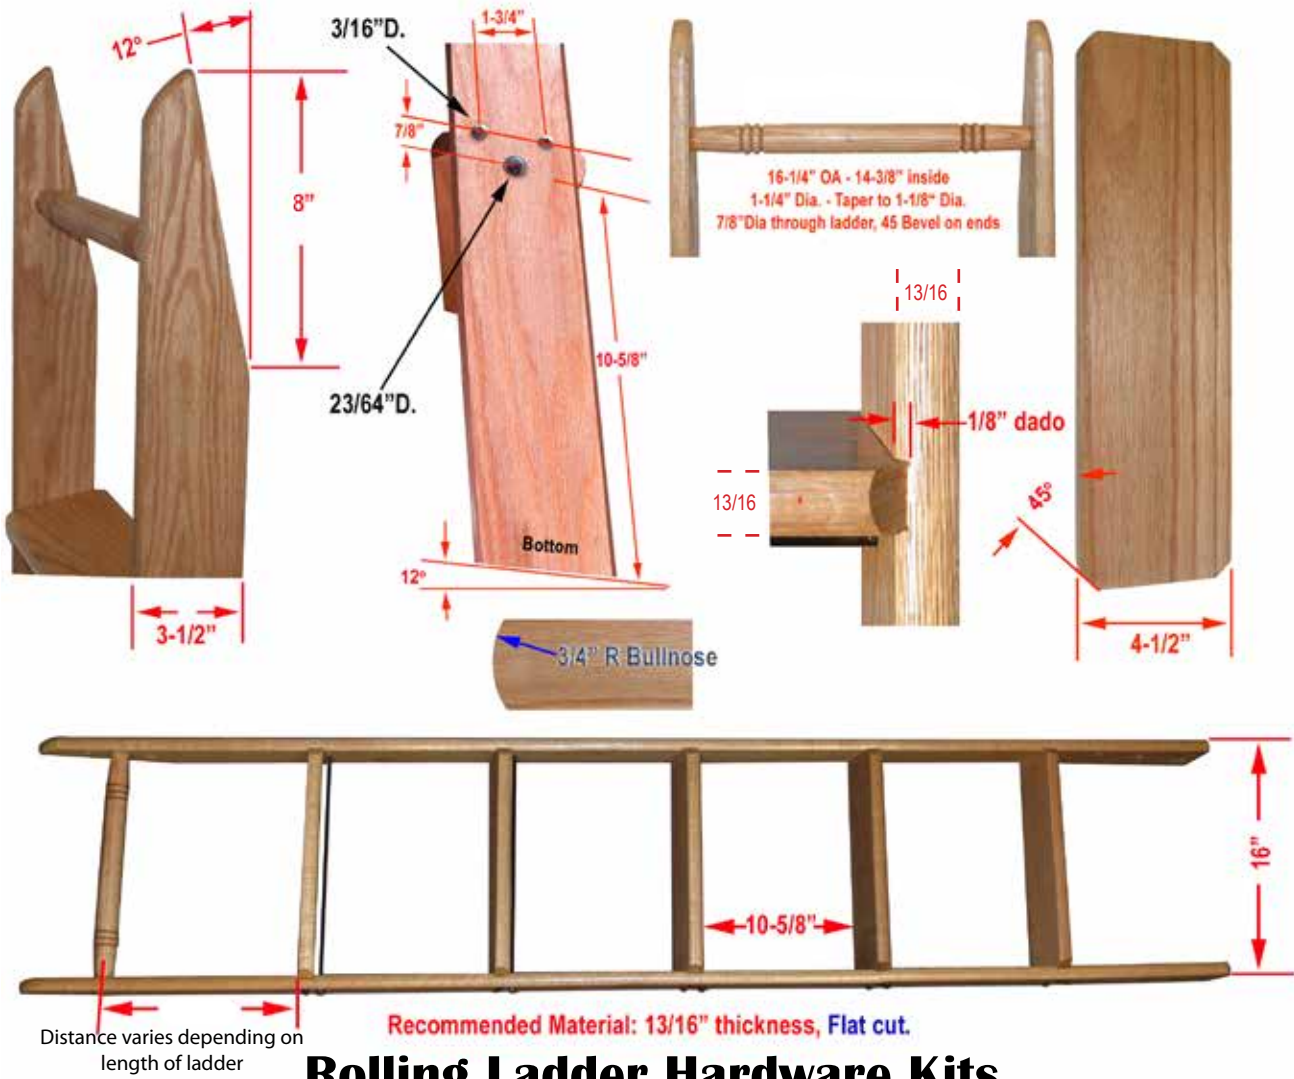 12°
8”
3-1/2”
3/16”D.
1-3/4”
7/8”
23/64”D.
10-5/8”
Bottom
12°
3/4” R Bullnose
16-1/4” OA - 14-3/8” inside
1-1/4” Dia. - Taper to 1-1/8“ Dia.
7/8”Dia through ladder, 45 Bevel on ends
13/16
1/8” dado
13/16
45°
4-1/2”
10-5/8”
16”
Distance varies depending on
length of ladder
Recommended Material: 13/16” thickness, Flat cut.
Rolling Ladder Hardware Kits